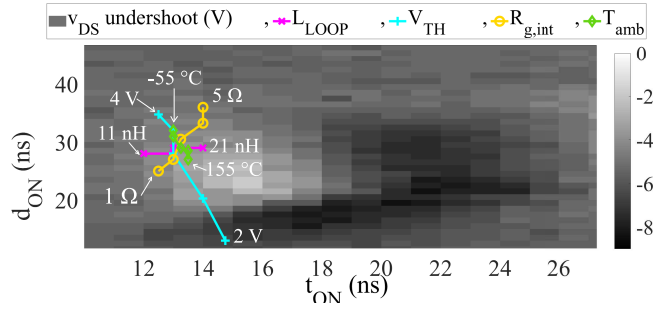 v_DS undershoot (V) , L_LOOP , V_TH , R_g,int , T_amb
-55 °C
4 V
5 Ω
11 nH
21 nH
155 °C
1 Ω
2 V
40
30
20
d_ON (ns)
12 14 16 18 20 22 24 26
t_ON (ns)
0
-2
-4
-6
-8